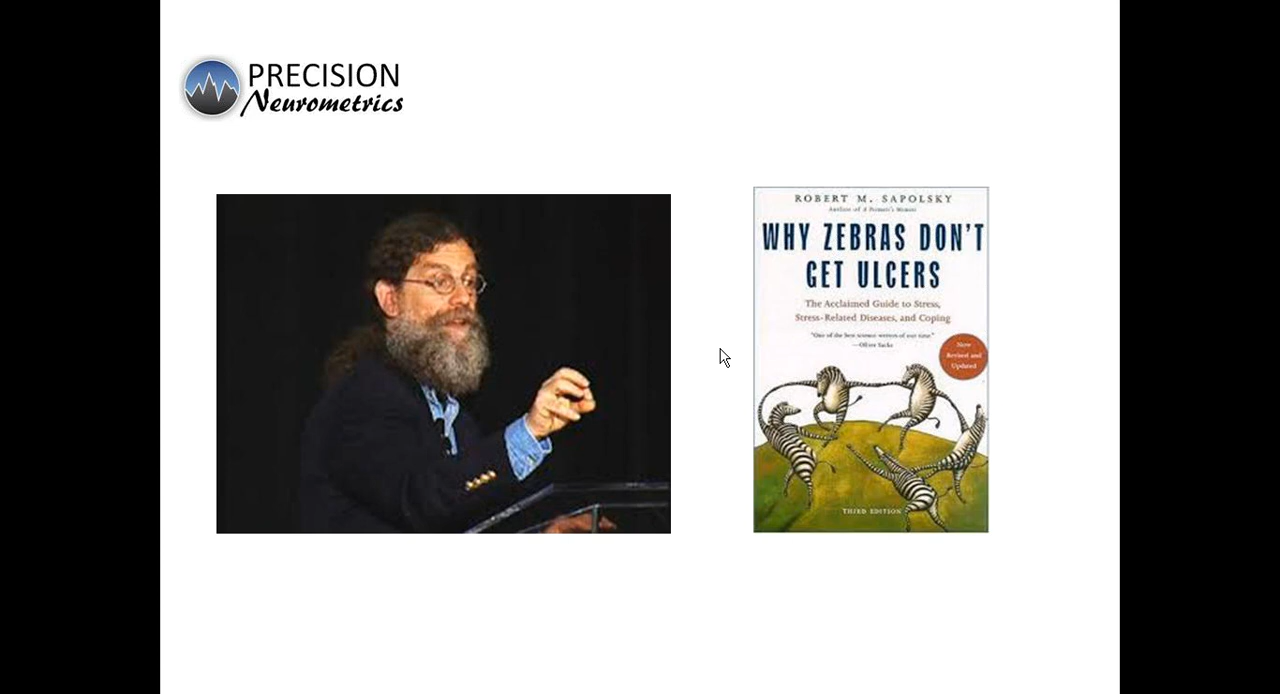 PRECISION
Neurometrics
ROBERT M. SAPOLSKY
Author of A Primate's Memoir
WHY ZEBRAS DON'T
GET ULCERS
The Acclaimed Guide to Stress,
Stress-Related Diseases, and Coping
"One of the best science writers of our time."
—Oliver Sacks
Now
Revised and
Updated
THIRD EDITION